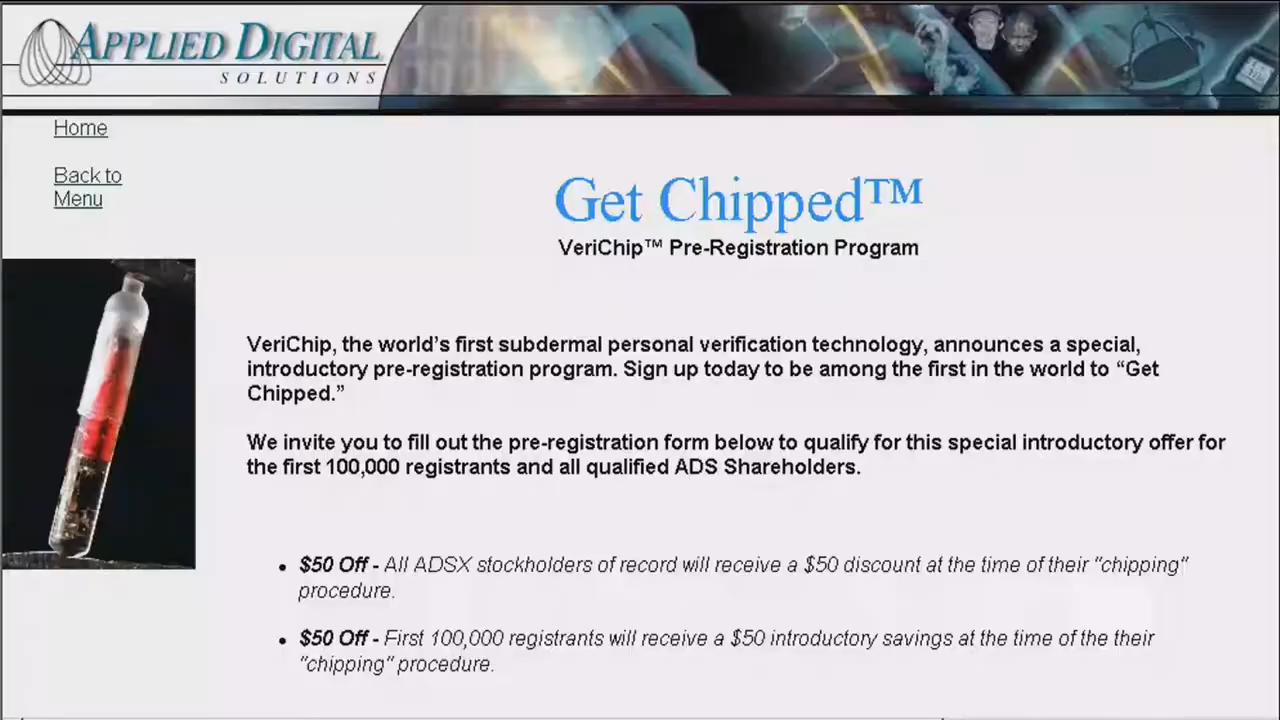 APPLIED DIGITAL
SOLUTIONS
Home
Back to
Menu
Get Chipped™
VeriChip™ Pre-Registration Program
VeriChip, the world's first subdermal personal verification technology, announces a special,
introductory pre-registration program. Sign up today to be among the first in the world to “Get
Chipped.”
We invite you to fill out the pre-registration form below to qualify for this special introductory offer for
the first 100,000 registrants and all qualified ADS Shareholders.
• $50 Off - All ADSX stockholders of record will receive a $50 discount at the time of their "chipping"
procedure.
• $50 Off - First 100,000 registrants will receive a $50 introductory savings at the time of the their
"chipping" procedure.